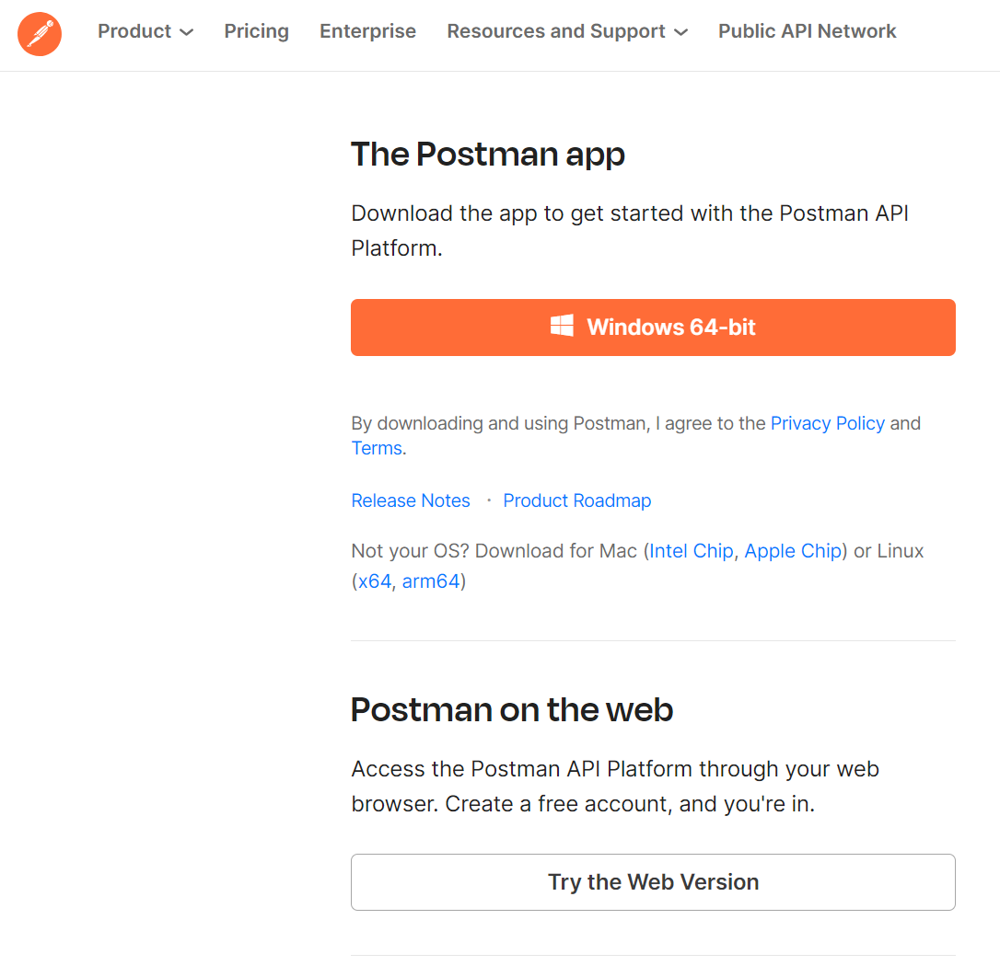 Product
Pricing
Enterprise
Resources and Support
Public API Network
The Postman app
Download the app to get started with the Postman API
Platform.
Windows 64-bit
By downloading and using Postman, I agree to the Privacy Policy and
Terms.
Release Notes · Product Roadmap
Not your OS? Download for Mac (Intel Chip, Apple Chip) or Linux
(x64, arm64)
Postman on the web
Access the Postman API Platform through your web
browser. Create a free account, and you're in.
Try the Web Version